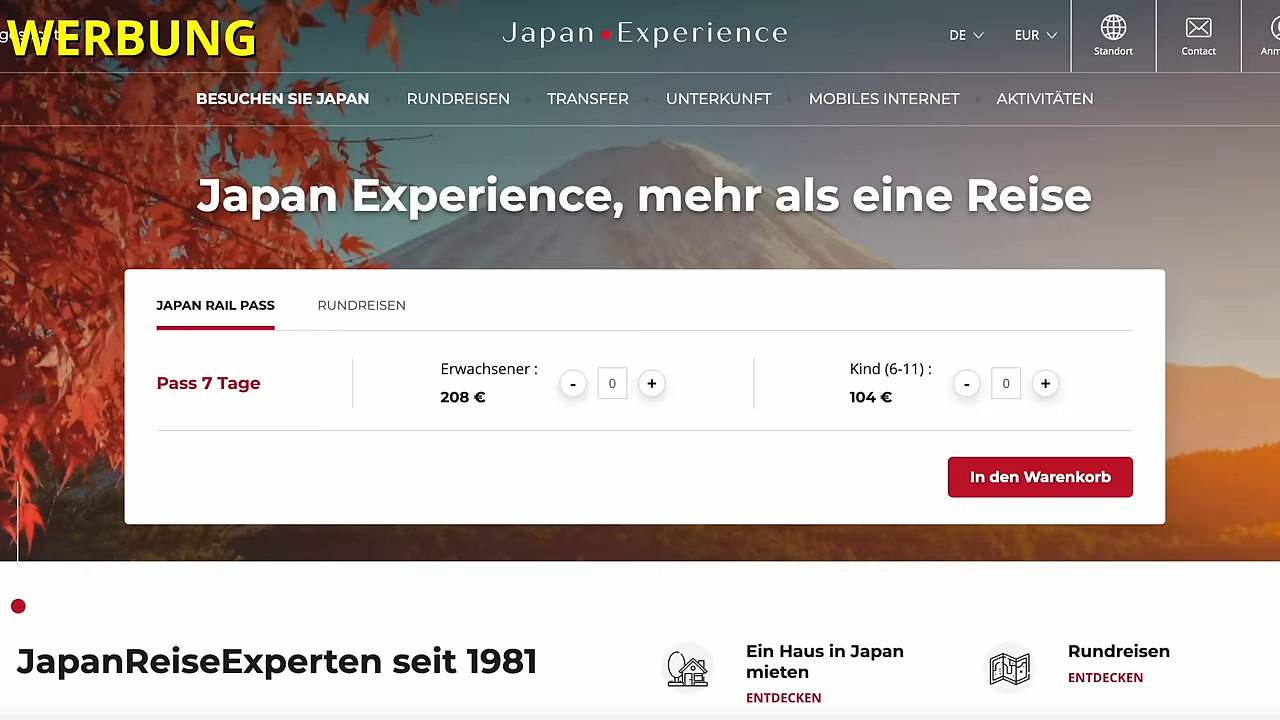 WERBUNG
Japan Experience
DE
EUR
Standort
Contact
BESUCHEN SIE JAPAN
RUNDREISEN
TRANSFER
UNTERKUNFT
MOBILES INTERNET
AKTIVITÄTEN
Japan Experience, mehr als eine Reise
JAPAN RAIL PASS
RUNDREISEN
Pass 7 Tage
Erwachsener :
208 €
- 0 +
Kind (6-11) :
104 €
- 0 +
In den Warenkorb
JapanReiseExperten seit 1981
Ein Haus in Japan
mieten
ENTDECKEN
Rundreisen
ENTDECKEN